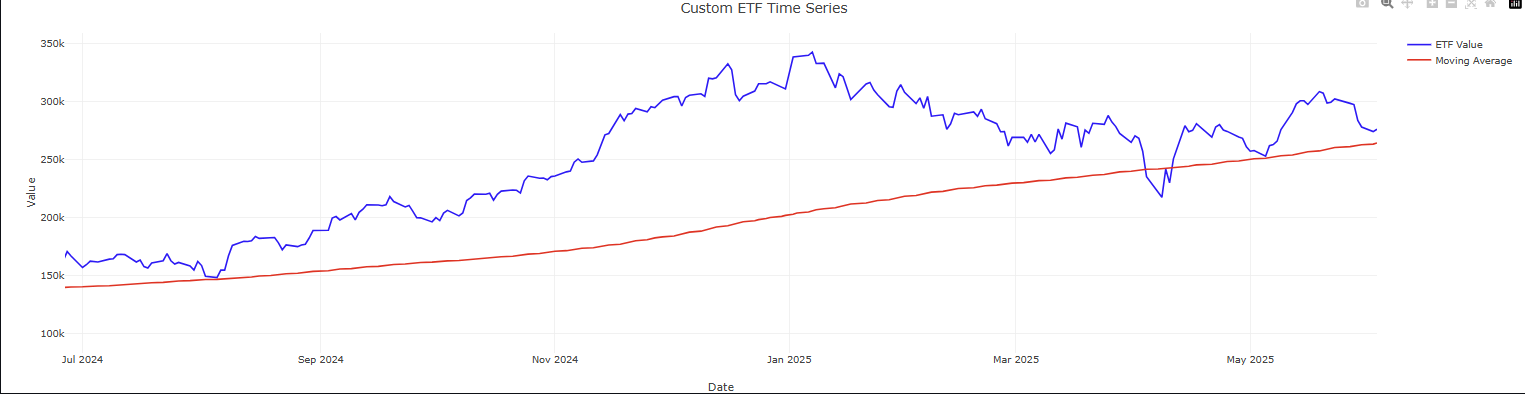 Custom ETF Time Series
350k
300k
250k
200k
150k
100k
Value
Jul 2024
Sep 2024
Nov 2024
Jan 2025
Mar 2025
May 2025
Date
ETF Value
Moving Average